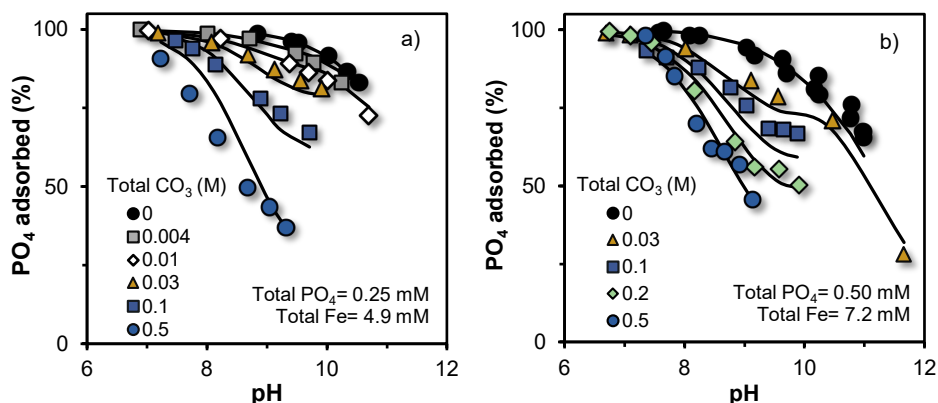 a)
100
50
0
PO₄ adsorbed (%)
Total CO₃ (M)
0
0.004
0.01
0.03
0.1
0.5
Total PO₄= 0.25 mM
Total Fe= 4.9 mM
6 8 10 12
pH
b)
100
50
0
PO₄ adsorbed (%)
Total CO₃ (M)
0
0.03
0.1
0.2
0.5
Total PO₄= 0.50 mM
Total Fe= 7.2 mM
6 8 10 12
pH